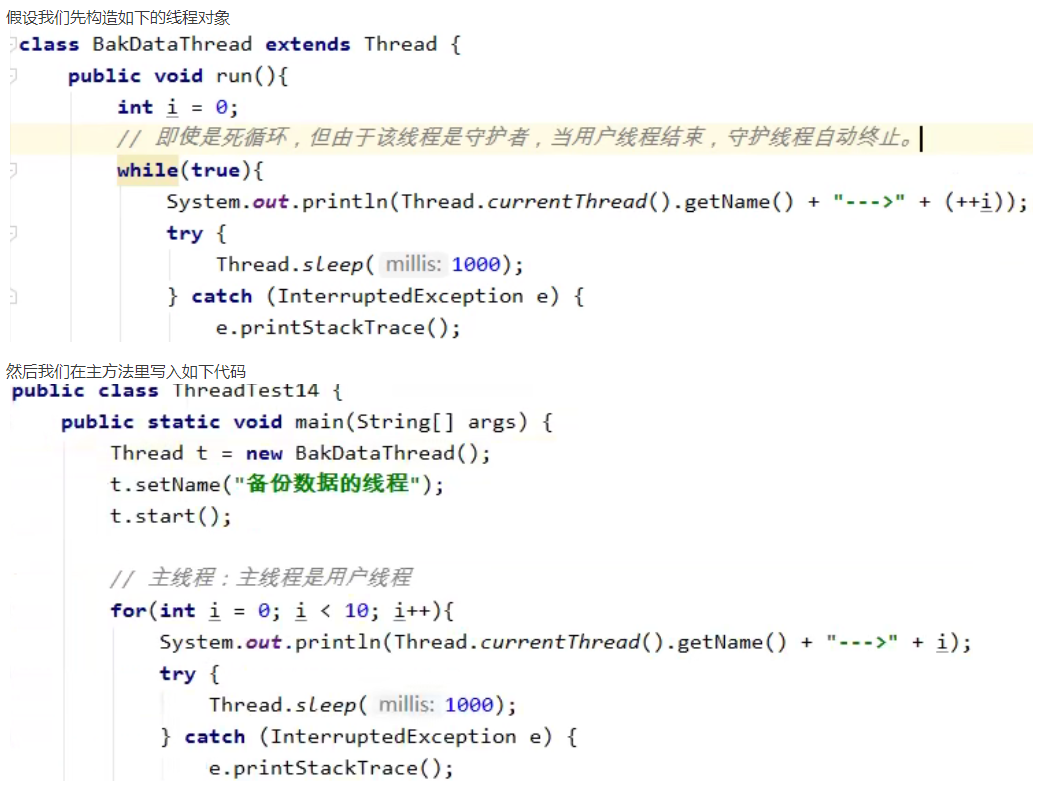 假设我们先构造如下的线程对象
class BakDataThread extends Thread {
public void run(){
int i = 0;
// 即使是死循环，但由于该线程是守护者，当用户线程结束，守护线程自动终止。
while(true){
System.out.println(Thread.currentThread().getName() + "--->" + (++i));
try {
Thread.sleep( millis: 1000);
} catch (InterruptedException e) {
e.printStackTrace();
然后我们在主方法里写入如下代码
public class ThreadTest14 {
public static void main(String[] args) {
Thread t = new BakDataThread();
t.setName("备份数据的线程");
t.start();
// 主线程：主线程是用户线程
for(int i = 0; i < 10; i++){
System.out.println(Thread.currentThread().getName() + "--->" + i);
try {
Thread.sleep( millis: 1000);
} catch (InterruptedException e) {
e.printStackTrace();